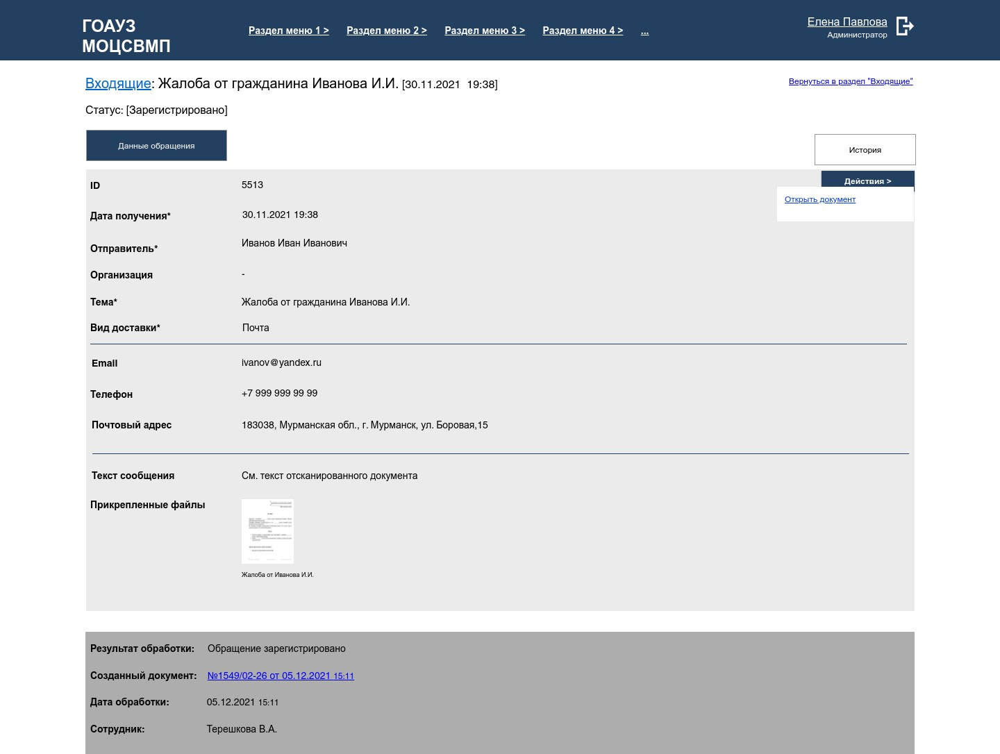 ГОАУЗ
МОЦСВМП
Раздел меню 1 > Раздел меню 2 > Раздел меню 3 > Раздел меню 4 > ...
Елена Павлова
Администратор
Входящие: Жалоба от гражданина Иванова И.И. [30.11.2021 19:38]
Вернуться в раздел "Входящие"
Статус: [Зарегистрировано]
Данные обращения
История
Действия >
Открыть документ
ID 5513
Дата получения* 30.11.2021 19:38
Отправитель* Иванов Иван Иванович
Организация -
Тема* Жалоба от гражданина Иванова И.И.
Вид доставки* Почта
Email ivanov@yandex.ru
Телефон +7 999 999 99 99
Почтовый адрес 183038, Мурманская обл., г. Мурманск, ул. Боровая,15
Текст сообщения См. текст отсканированного документа
Прикрепленные файлы
Жалоба от Иванова И.И.
Результат обработки: Обращение зарегистрировано
Созданный документ: №1549/02-26 от 05.12.2021 15:11
Дата обработки: 05.12.2021 15:11
Сотрудник: Терешкова В.А.